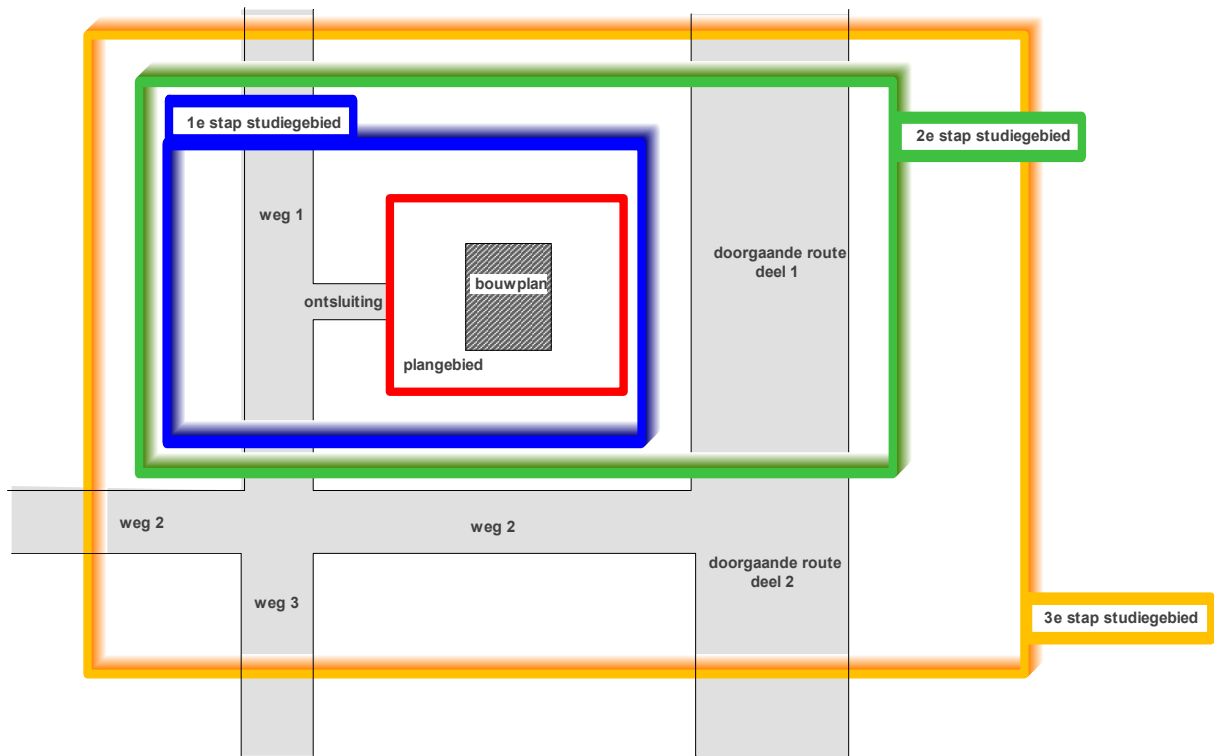 1e stap studiegebied
2e stap studiegebied
weg 1
doorgaande route
deel 1
bouwplan
ontsluiting
plangebied
weg 2
weg 2
doorgaande route
deel 2
weg 3
3e stap studiegebied